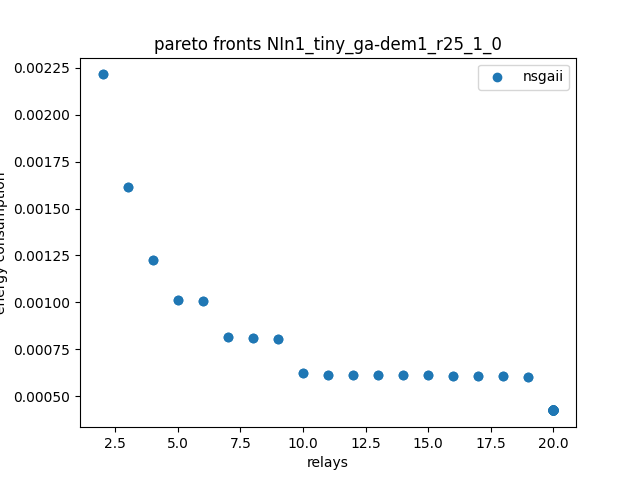 pareto fronts NIn1_tiny_ga-dem1_r25_1_0
nsgaii
0.00225
0.00200
0.00175
0.00150
0.00125
0.00100
0.00075
0.00050
energy consumption
2.5 5.0 7.5 10.0 12.5 15.0 17.5 20.0
relays